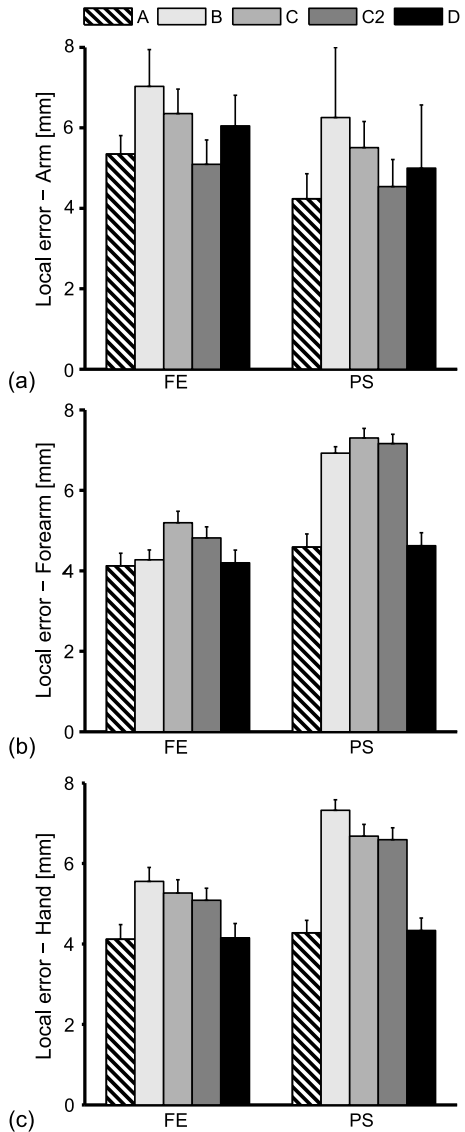 A B C C2 D
Local error – Arm [mm]
8
6
4
2
0
FE PS
(a)
Local error – Forearm [mm]
8
6
4
2
0
FE PS
(b)
Local error – Hand [mm]
8
6
4
2
0
FE PS
(c)